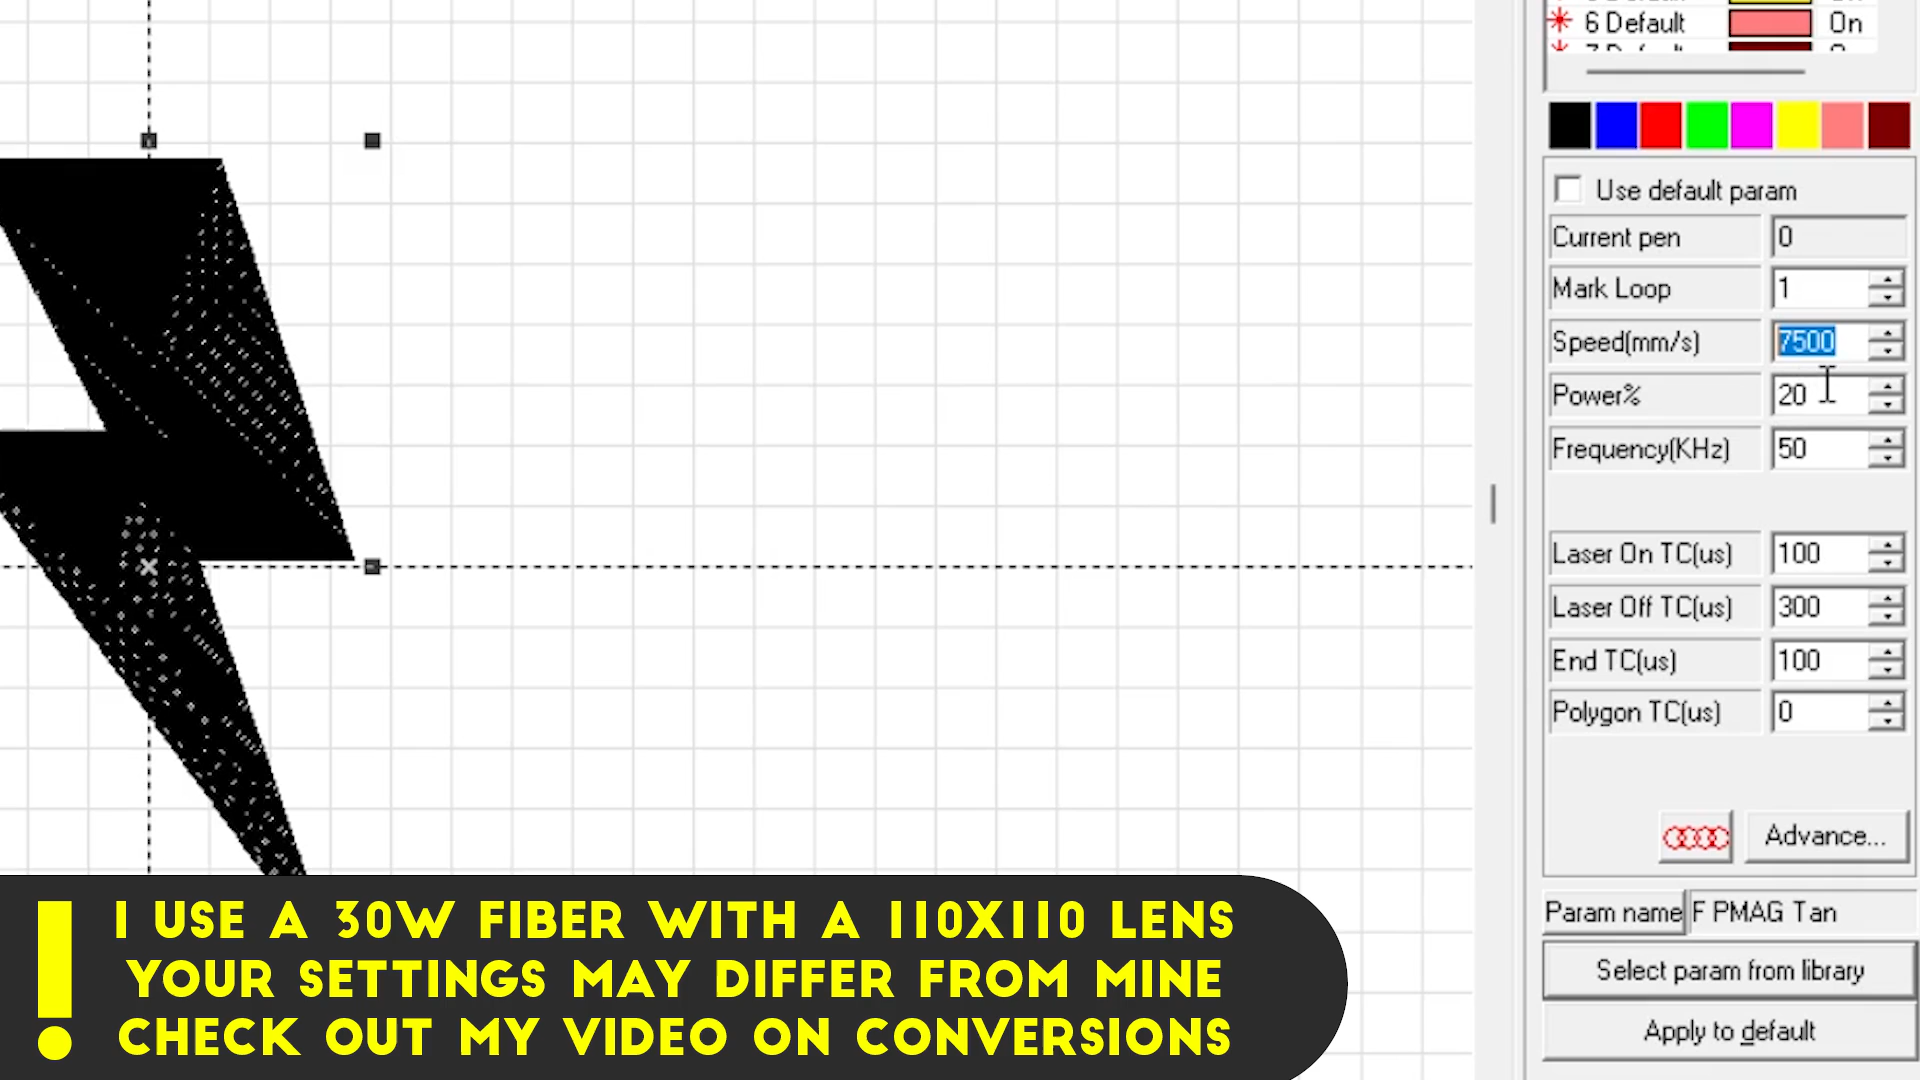 6 Default On
Use default param
Current pen 0
Mark Loop 1
Speed(mm/s) 7500
Power% 20
Frequency(KHz) 50
Laser On TC(us) 100
Laser Off TC(us) 300
End TC(us) 100
Polygon TC(us) 0
Advance...
Param name F PMAG Tan
Select param from library
Apply to default
! I USE A 30W FIBER WITH A 110X110 LENS
YOUR SETTINGS MAY DIFFER FROM MINE
CHECK OUT MY VIDEO ON CONVERSIONS